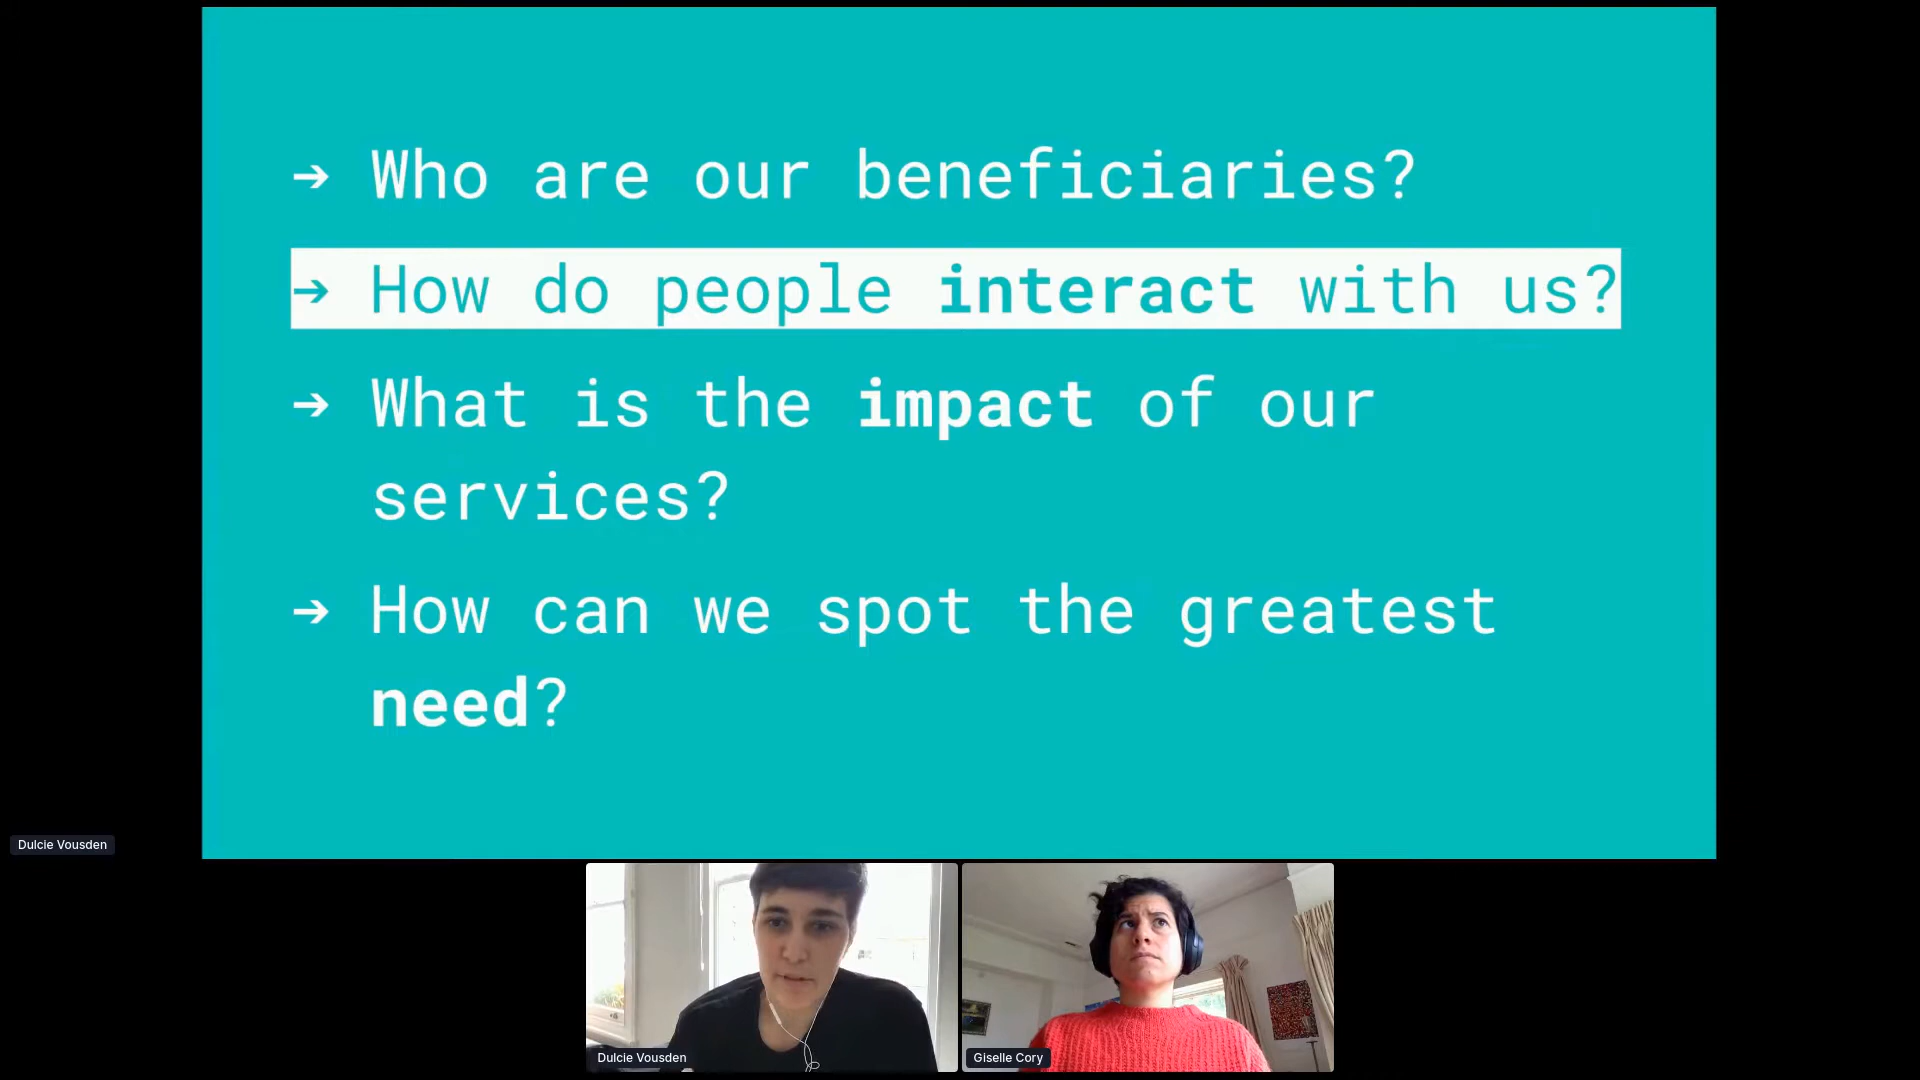 ➔ Who are our beneficiaries?
➔ How do people interact with us?
➔ What is the impact of our
services?
➔ How can we spot the greatest
need?
Dulcie Vousden
Dulcie Vousden
Giselle Cory